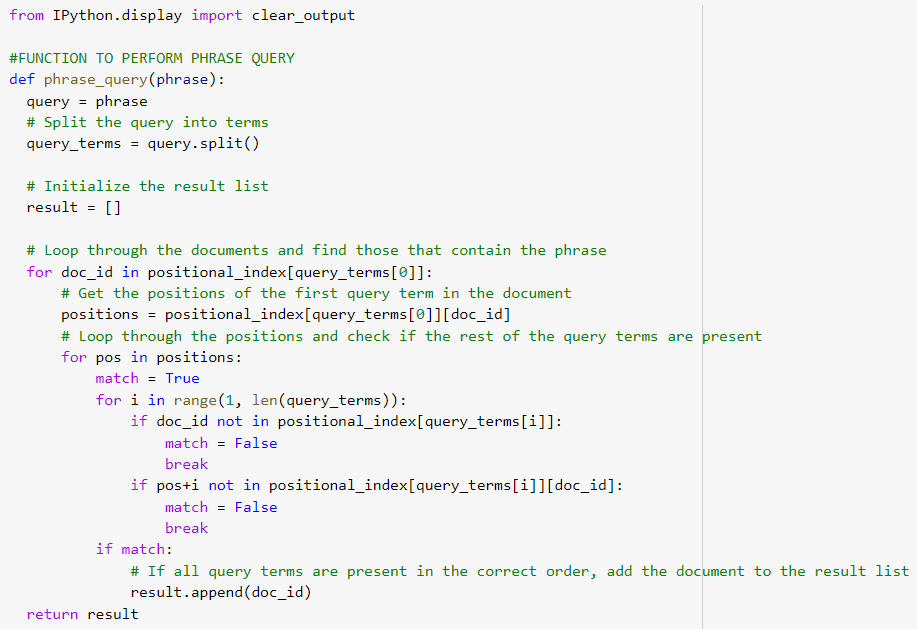 from IPython.display import clear_output

#FUNCTION TO PERFORM PHRASE QUERY
def phrase_query(phrase):
  query = phrase
  # Split the query into terms
  query_terms = query.split()

  # Initialize the result list
  result = []

  # Loop through the documents and find those that contain the phrase
  for doc_id in positional_index[query_terms[0]]:
      # Get the positions of the first query term in the document
      positions = positional_index[query_terms[0]][doc_id]
      # Loop through the positions and check if the rest of the query terms are present
      for pos in positions:
          match = True
          for i in range(1, len(query_terms)):
              if doc_id not in positional_index[query_terms[i]]:
                  match = False
                  break
              if pos+i not in positional_index[query_terms[i]][doc_id]:
                  match = False
                  break
          if match:
              # If all query terms are present in the correct order, add the document to the result list
              result.append(doc_id)
  return result